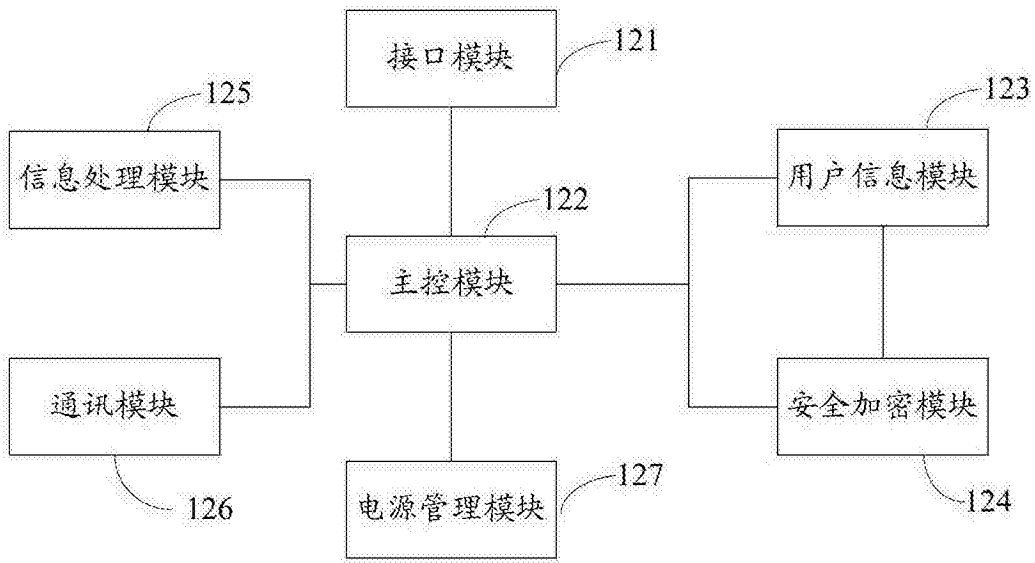 接口模块
121
125
信息处理模块
123
用户信息模块
122
主控模块
通讯模块
126
安全加密模块
124
127
电源管理模块